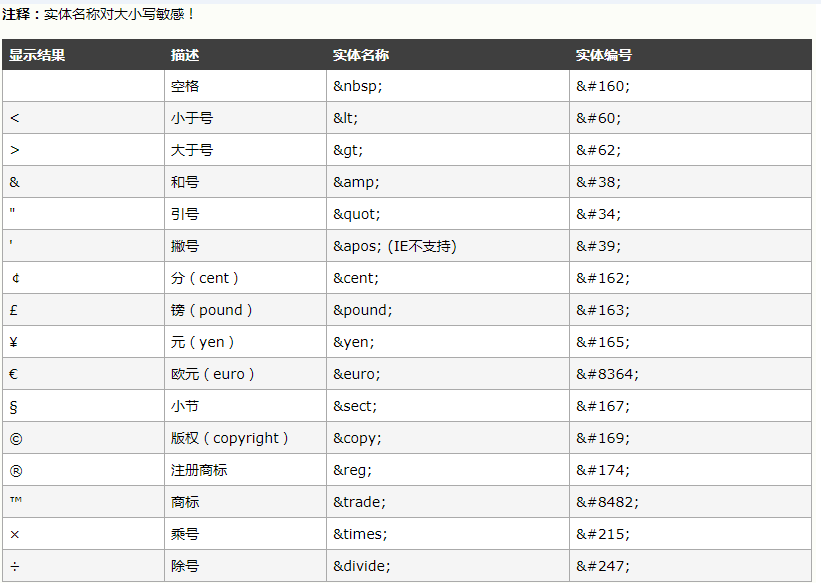 注释：实体名称对大小写敏感！
显示结果 描述 实体名称 实体编号
空格 &nbsp; &#160;
< 小于号 &lt; &#60;
> 大于号 &gt; &#62;
& 和号 &amp; &#38;
" 引号 &quot; &#34;
' 撇号 &apos; (IE不支持) &#39;
¢ 分（cent） &cent; &#162;
£ 镑（pound） &pound; &#163;
¥ 元（yen） &yen; &#165;
€ 欧元（euro） &euro; &#8364;
§ 小节 &sect; &#167;
© 版权（copyright） &copy; &#169;
® 注册商标 &reg; &#174;
™ 商标 &trade; &#8482;
× 乘号 &times; &#215;
÷ 除号 &divide; &#247;